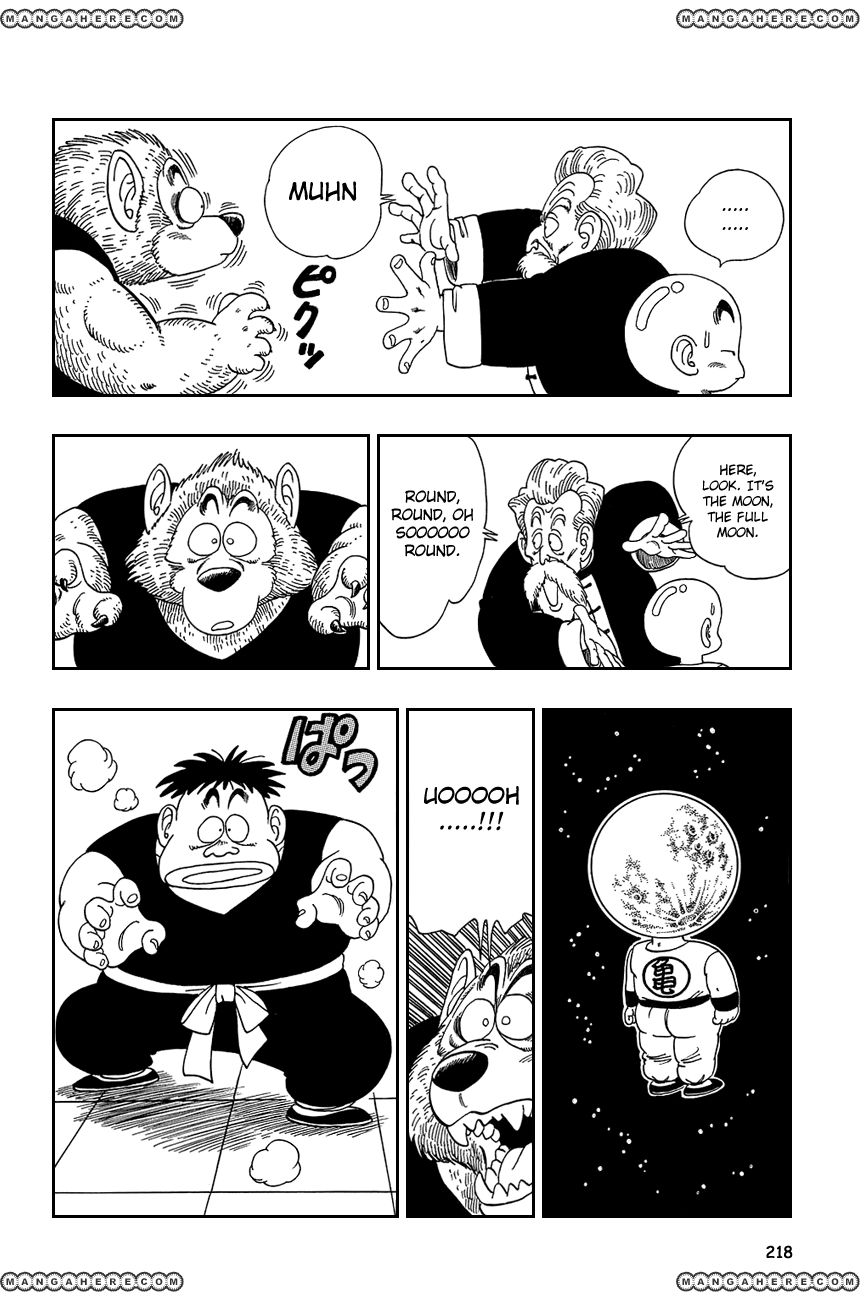 MANGAHERE.COM
MANGAHERE.COM
.....
.....
MUHN
ピクッ
HERE,
LOOK. IT'S
THE MOON,
THE FULL
MOON.
ROUND,
ROUND, OH
SOOOOOO
ROUND.
亀
UOOOOH
.....!!!
ぱっ
218
MANGAHERE.COM
MANGAHERE.COM